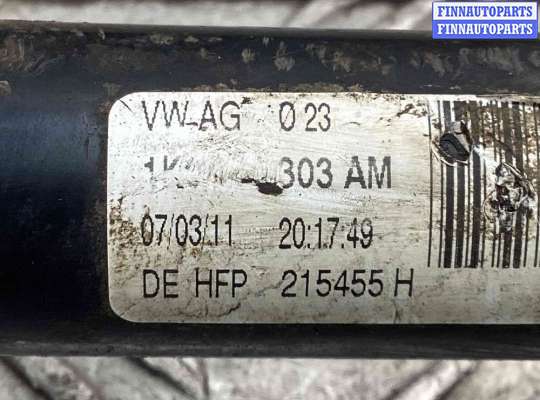 FINNAUTOPARTS
FINNAUTOPARTS
VW-AG 0 23
303 AM
07/03/11 20:17:49
DE HFP 215455 H